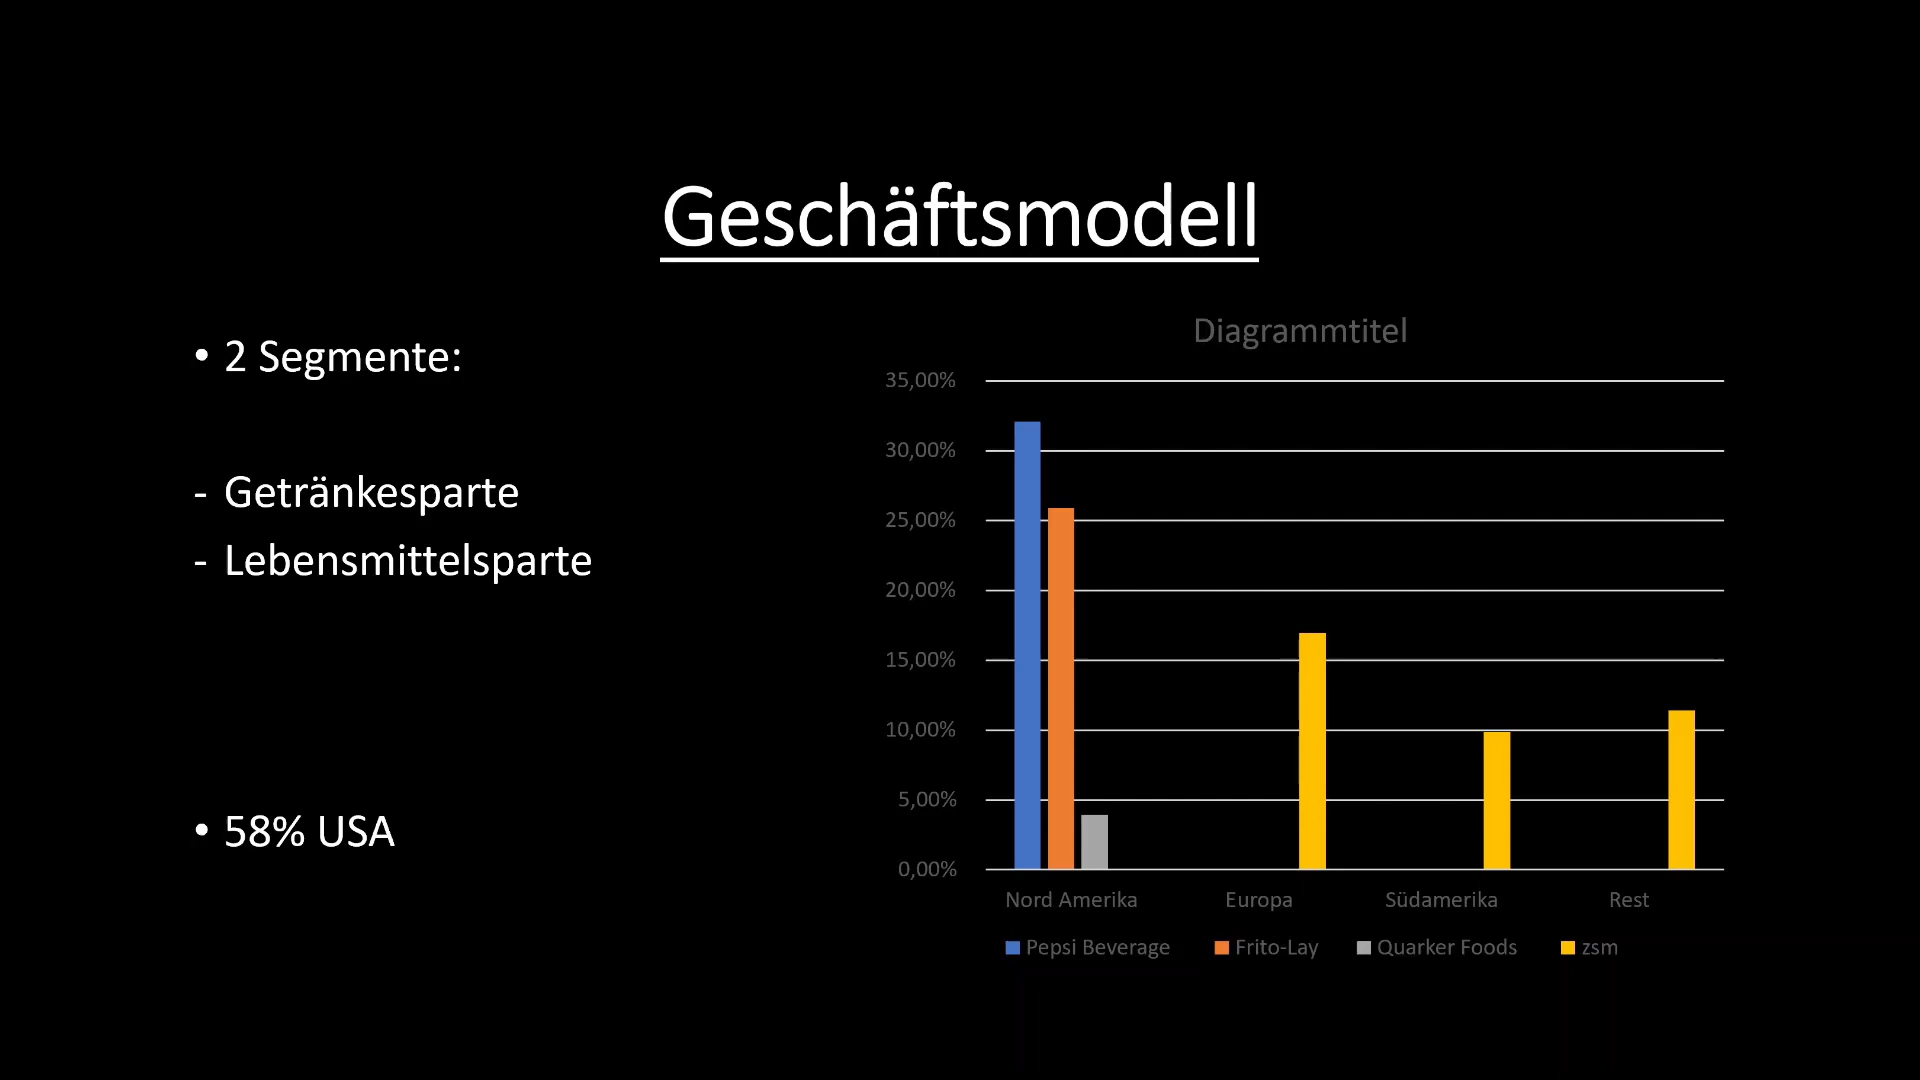 Geschäftsmodell
• 2 Segmente:
- Getränkesparte
- Lebensmittelsparte
• 58% USA
Diagrammtitel
35,00%
30,00%
25,00%
20,00%
15,00%
10,00%
5,00%
0,00%
Nord Amerika Europa Südamerika Rest
Pepsi Beverage Frito-Lay Quarker Foods zsm